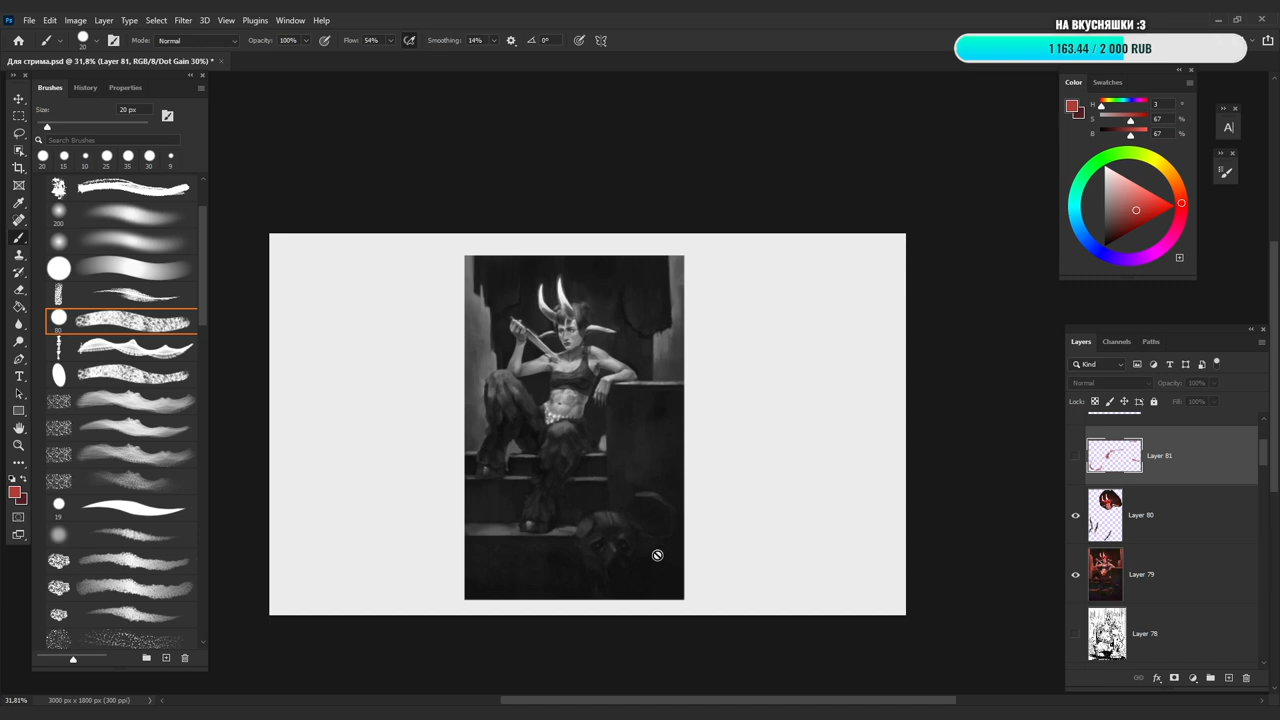 НА ВКУСНЯШКИ :3
1 163.44 / 2 000 RUB
Ps File Edit Image Layer Type Select Filter 3D View Plugins Window Help
20 Mode: Normal Opacity: 100% Flow: 54% Smoothing: 14% 0°
Для стрима.psd @ 31,8% (Layer 81, RGB/8/Dot Gain 30%) * ×
Brushes History Properties
Size: 20 px
Search Brushes
20 15 10 25 35 30 9
200
80
19
Color Swatches
H 3 °
S 67 %
B 67 %
A
Layers Channels Paths
Kind
Normal Opacity: 100%
Lock: Fill: 100%
Layer 81
Layer 80
Layer 79
Layer 78
31,81% 3000 px x 1800 px (300 ppi)